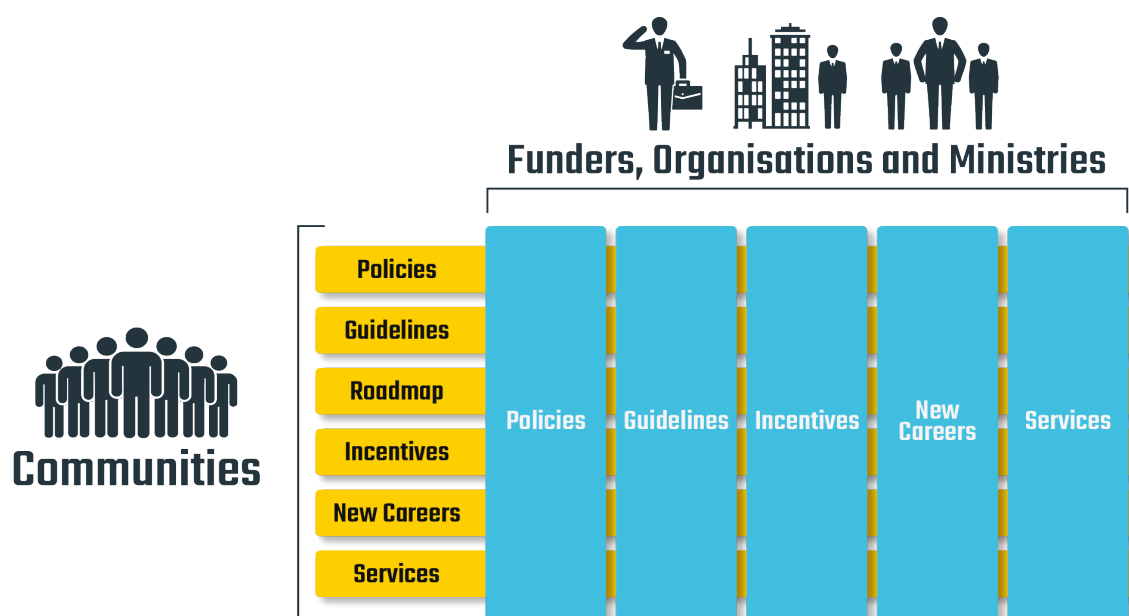 Funders, Organisations and Ministries
Policies
Guidelines
Roadmap
Incentives
New Careers
Services
Communities
Policies
Guidelines
Incentives
New
Careers
Services